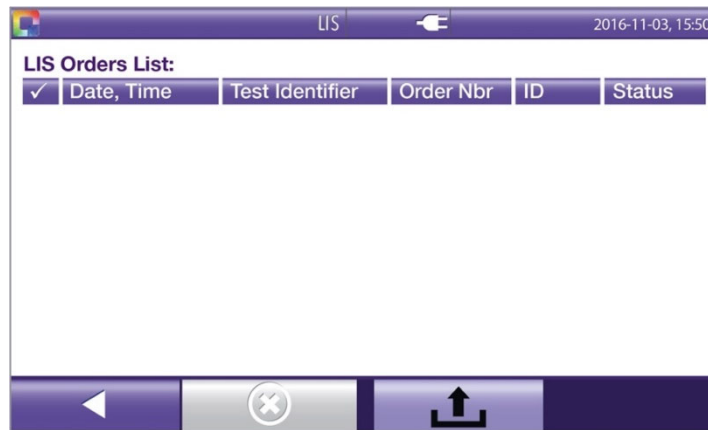 LIS 2016-11-03, 15:50
LIS Orders List:
✓ Date, Time Test Identifier Order Nbr ID Status